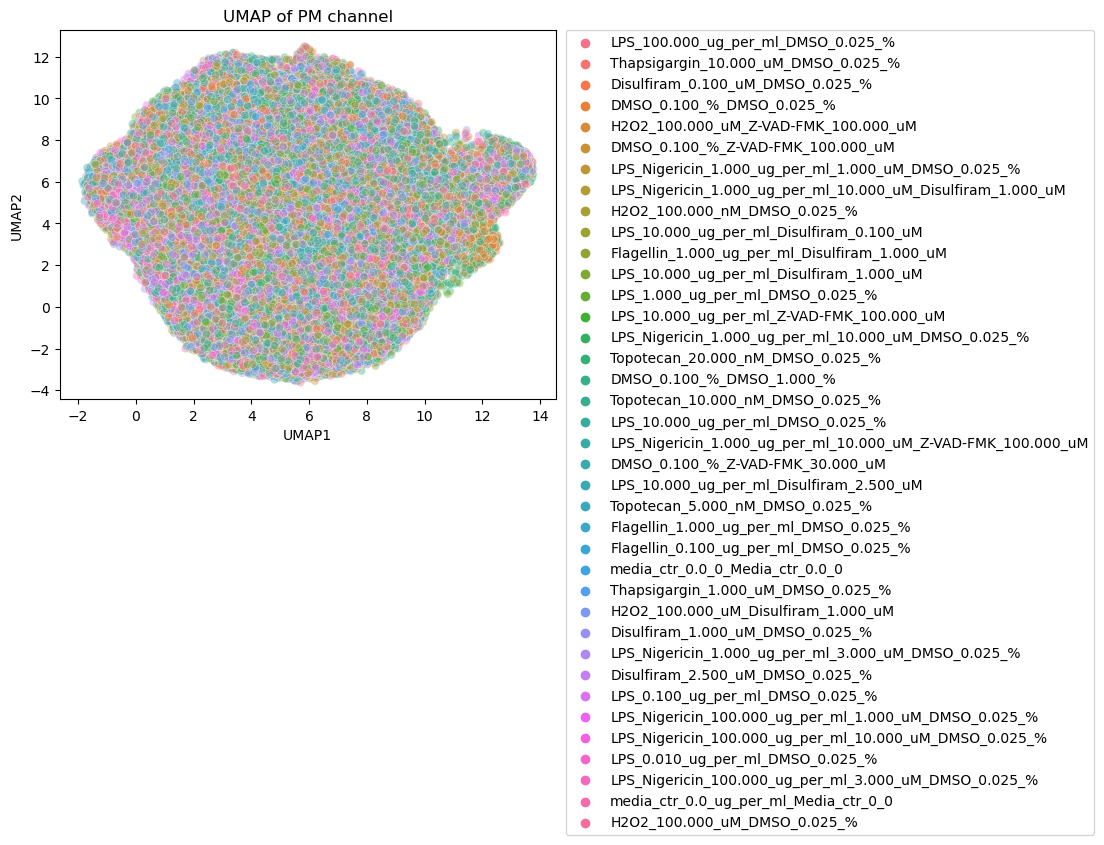 UMAP of PM channel
12
10
8
6
4
2
0
−2
−4
UMAP2
−2
0
2
4
6
8
10
12
14
UMAP1
LPS_100.000_ug_per_ml_DMSO_0.025_%
Thapsigargin_10.000_uM_DMSO_0.025_%
Disulfiram_0.100_uM_DMSO_0.025_%
DMSO_0.100_%_DMSO_0.025_%
H2O2_100.000_uM_Z-VAD-FMK_100.000_uM
DMSO_0.100_%_Z-VAD-FMK_100.000_uM
LPS_Nigericin_1.000_ug_per_ml_1.000_uM_DMSO_0.025_%
LPS_Nigericin_1.000_ug_per_ml_10.000_uM_Disulfiram_1.000_uM
H2O2_100.000_nM_DMSO_0.025_%
LPS_10.000_ug_per_ml_Disulfiram_0.100_uM
Flagellin_1.000_ug_per_ml_Disulfiram_1.000_uM
LPS_10.000_ug_per_ml_Disulfiram_1.000_uM
LPS_1.000_ug_per_ml_DMSO_0.025_%
LPS_10.000_ug_per_ml_Z-VAD-FMK_100.000_uM
LPS_Nigericin_1.000_ug_per_ml_10.000_uM_DMSO_0.025_%
Topotecan_20.000_nM_DMSO_0.025_%
DMSO_0.100_%_DMSO_1.000_%
Topotecan_10.000_nM_DMSO_0.025_%
LPS_10.000_ug_per_ml_DMSO_0.025_%
LPS_Nigericin_1.000_ug_per_ml_10.000_uM_Z-VAD-FMK_100.000_uM
DMSO_0.100_%_Z-VAD-FMK_30.000_uM
LPS_10.000_ug_per_ml_Disulfiram_2.500_uM
Topotecan_5.000_nM_DMSO_0.025_%
Flagellin_1.000_ug_per_ml_DMSO_0.025_%
Flagellin_0.100_ug_per_ml_DMSO_0.025_%
media_ctr_0.0_0_Media_ctr_0.0_0
Thapsigargin_1.000_uM_DMSO_0.025_%
H2O2_100.000_uM_Disulfiram_1.000_uM
Disulfiram_1.000_uM_DMSO_0.025_%
LPS_Nigericin_1.000_ug_per_ml_3.000_uM_DMSO_0.025_%
Disulfiram_2.500_uM_DMSO_0.025_%
LPS_0.100_ug_per_ml_DMSO_0.025_%
LPS_Nigericin_100.000_ug_per_ml_1.000_uM_DMSO_0.025_%
LPS_Nigericin_100.000_ug_per_ml_10.000_uM_DMSO_0.025_%
LPS_0.010_ug_per_ml_DMSO_0.025_%
LPS_Nigericin_100.000_ug_per_ml_3.000_uM_DMSO_0.025_%
media_ctr_0.0_ug_per_ml_Media_ctr_0_0
H2O2_100.000_uM_DMSO_0.025_%